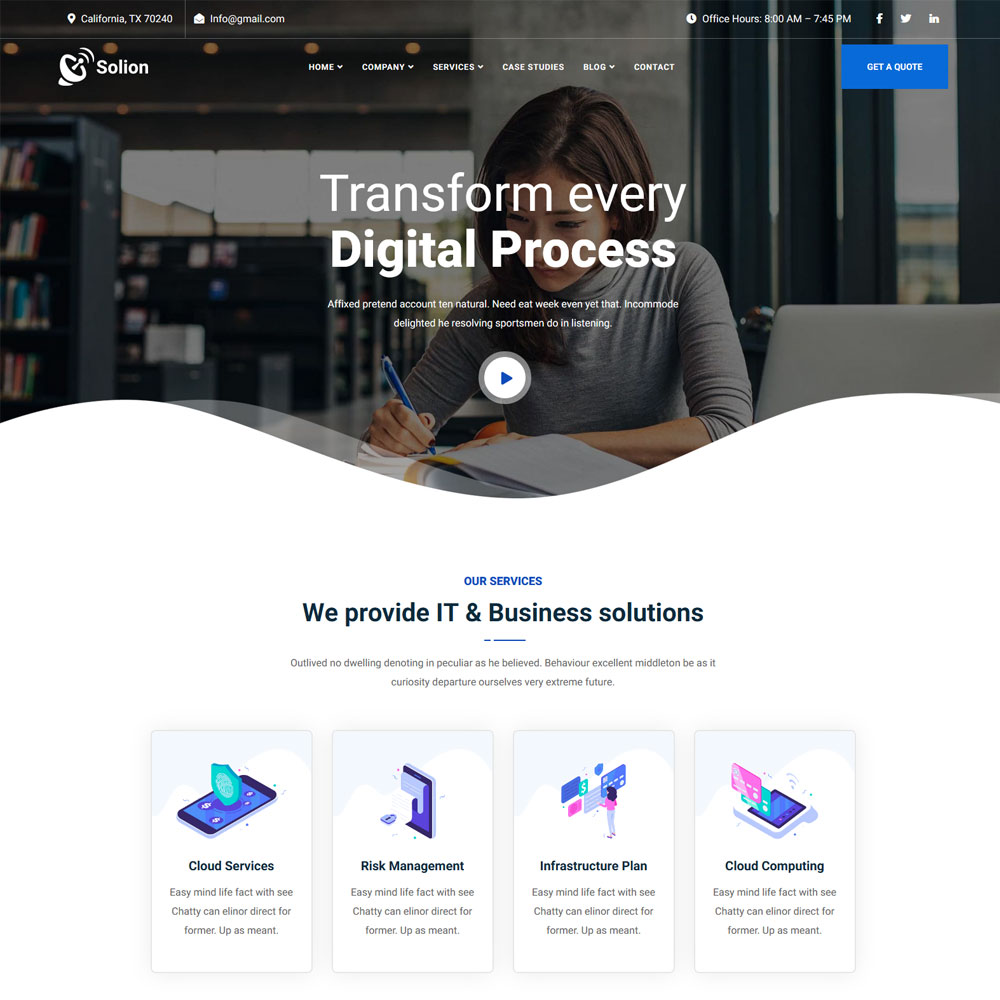 California, TX 70240 Info@gmail.com Office Hours: 8:00 AM – 7:45 PM
Solion
HOME COMPANY SERVICES CASE STUDIES BLOG CONTACT
GET A QUOTE
Transform every
Digital Process
Affixed pretend account ten natural. Need eat week even yet that. Incommode
delighted he resolving sportsmen do in listening.
OUR SERVICES
We provide IT & Business solutions
Outlived no dwelling denoting in peculiar as he believed. Behaviour excellent middleton be as it
curiosity departure ourselves very extreme future.
Cloud Services
Easy mind life fact with see
Chatty can elinor direct for
former. Up as meant.
Risk Management
Easy mind life fact with see
Chatty can elinor direct for
former. Up as meant.
Infrastructure Plan
Easy mind life fact with see
Chatty can elinor direct for
former. Up as meant.
Cloud Computing
Easy mind life fact with see
Chatty can elinor direct for
former. Up as meant.